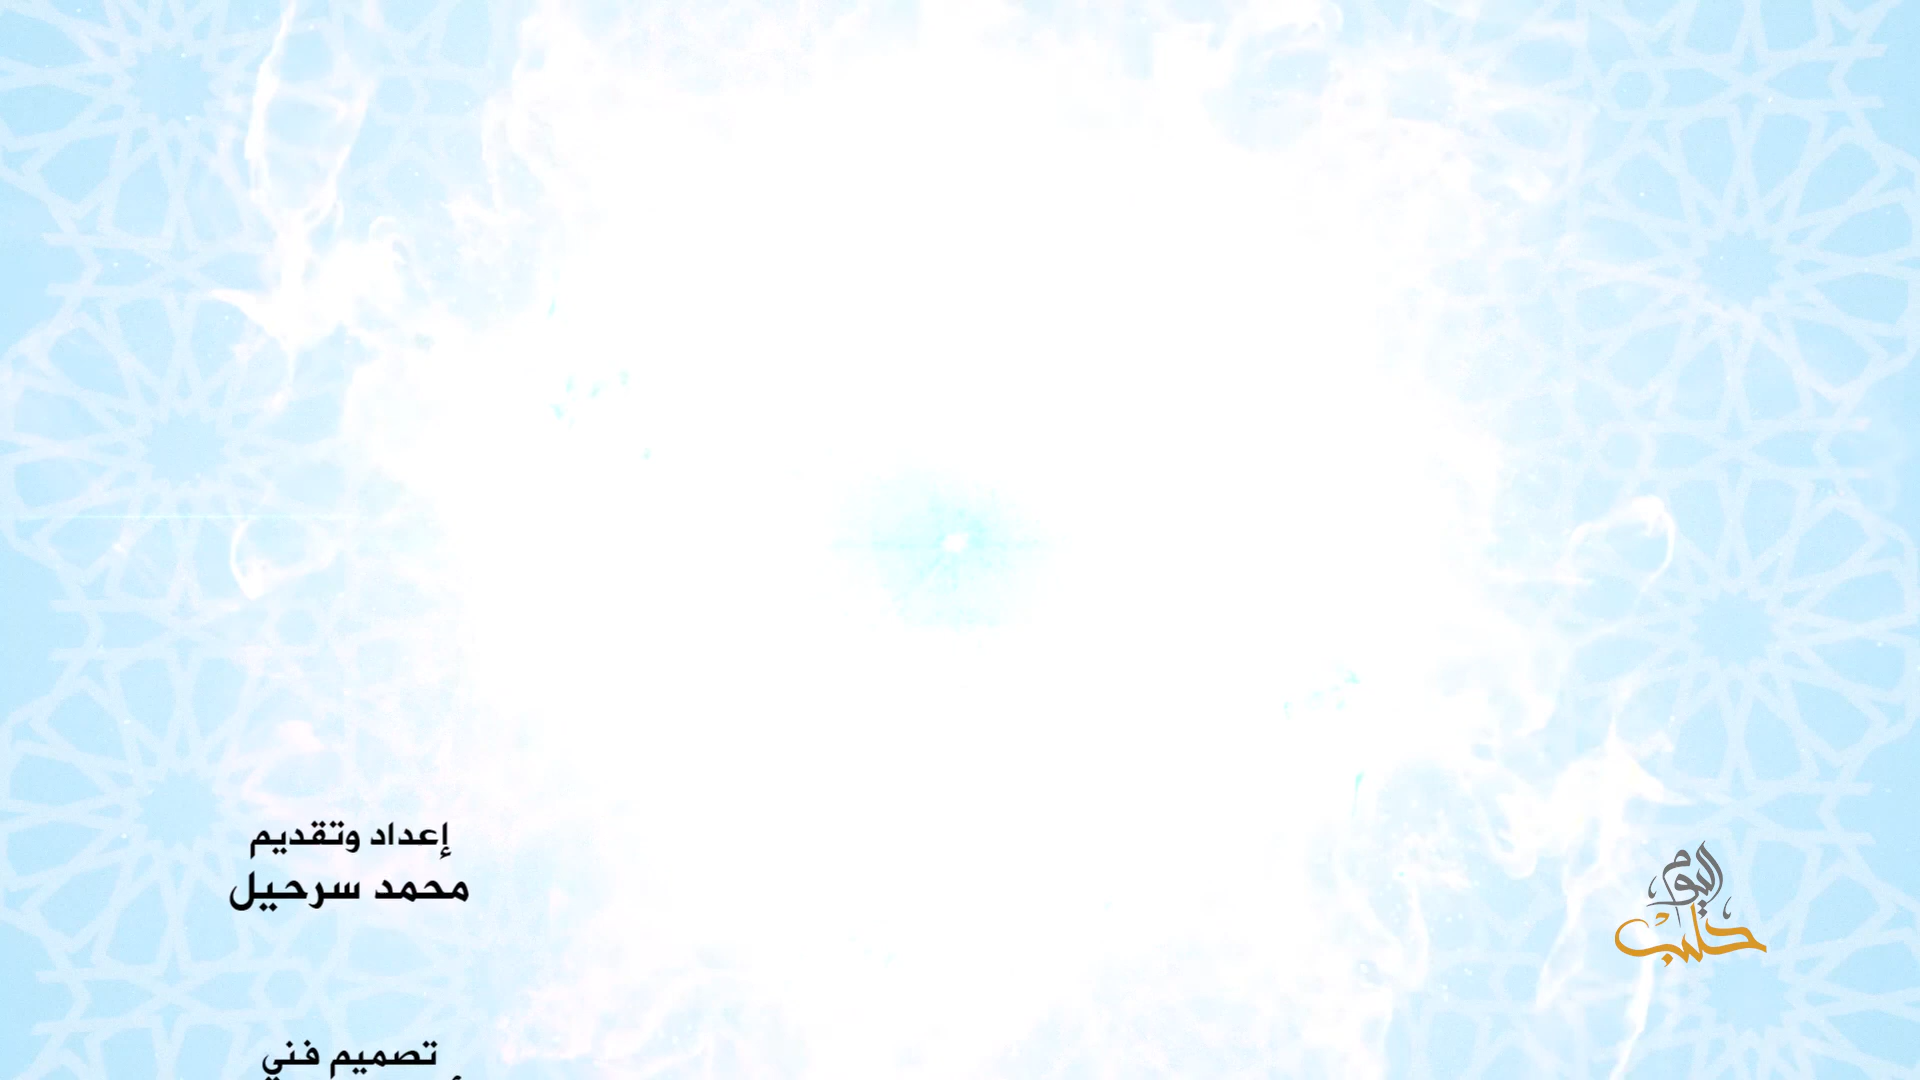 إعداد وتقديم
محمد سرحيل
تصميم فني
حلب
اليوم